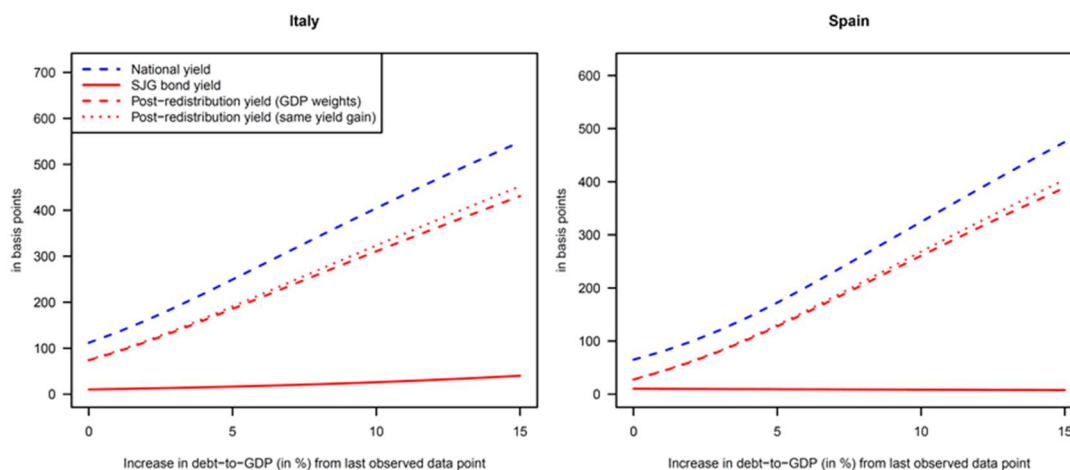 Italy
700
600
500
400
300
200
100
0
in basis points
National yield
SJG bond yield
Post−redistribution yield (GDP weights)
Post−redistribution yield (same yield gain)
0 5 10 15
Increase in debt-to-GDP (in %) from last observed data point
Spain
600
500
400
300
200
100
0
in basis points
0 5 10 15
Increase in debt-to-GDP (in %) from last observed data point